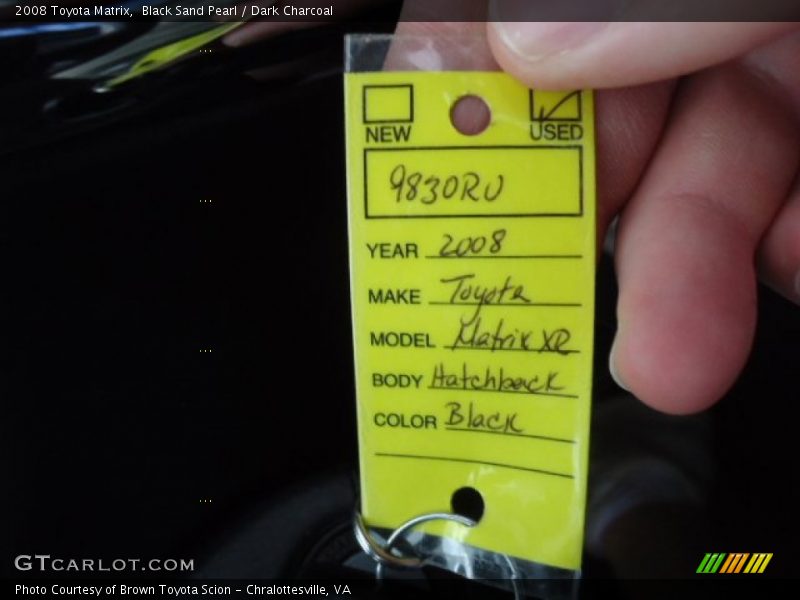 2008 Toyota Matrix, Black Sand Pearl / Dark Charcoal
NEW USED
9830RU
YEAR 2008
MAKE Toyota
MODEL Matrix XR
BODY Hatchback
COLOR Black
GTCARLOT.COM
Photo Courtesy of Brown Toyota Scion - Chralottesville, VA